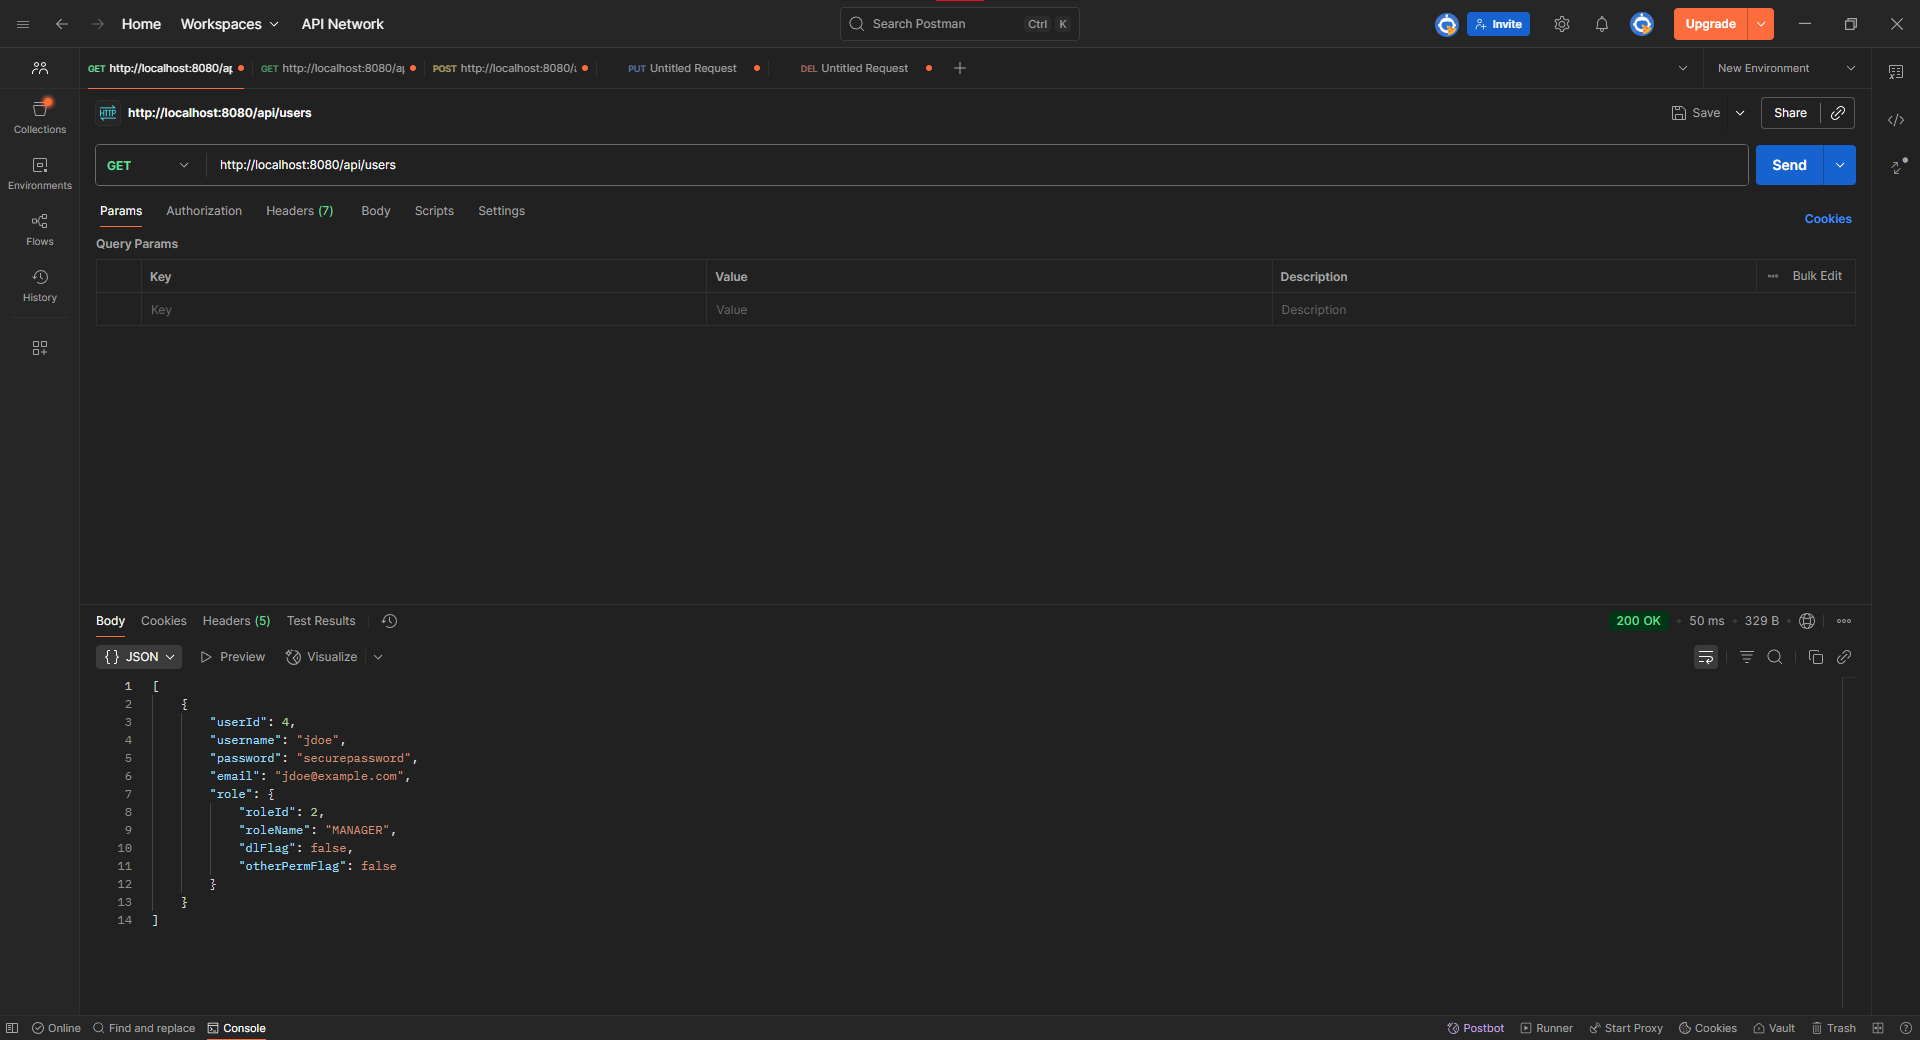 Home Workspaces API Network Search Postman Ctrl K Invite Upgrade
GET http://localhost:8080/ap GET http://localhost:8080/ap POST http://localhost:8080/a PUT Untitled Request DEL Untitled Request New Environment
HTTP http://localhost:8080/api/users Save Share
GET http://localhost:8080/api/users Send
Collections
Environments
Flows
History
Params Authorization Headers (7) Body Scripts Settings Cookies
Query Params
Key Value Description Bulk Edit
Key Value Description
Body Cookies Headers (5) Test Results 200 OK 50 ms 329 B
{} JSON Preview Visualize
1 [
2 {
3 "userId": 4,
4 "username": "jdoe",
5 "password": "securepassword",
6 "email": "jdoe@example.com",
7 "role": {
8 "roleId": 2,
9 "roleName": "MANAGER",
10 "dlFlag": false,
11 "otherPermFlag": false
12 }
13 }
14 ]
Online Find and replace Console Postbot Runner Start Proxy Cookies Vault Trash